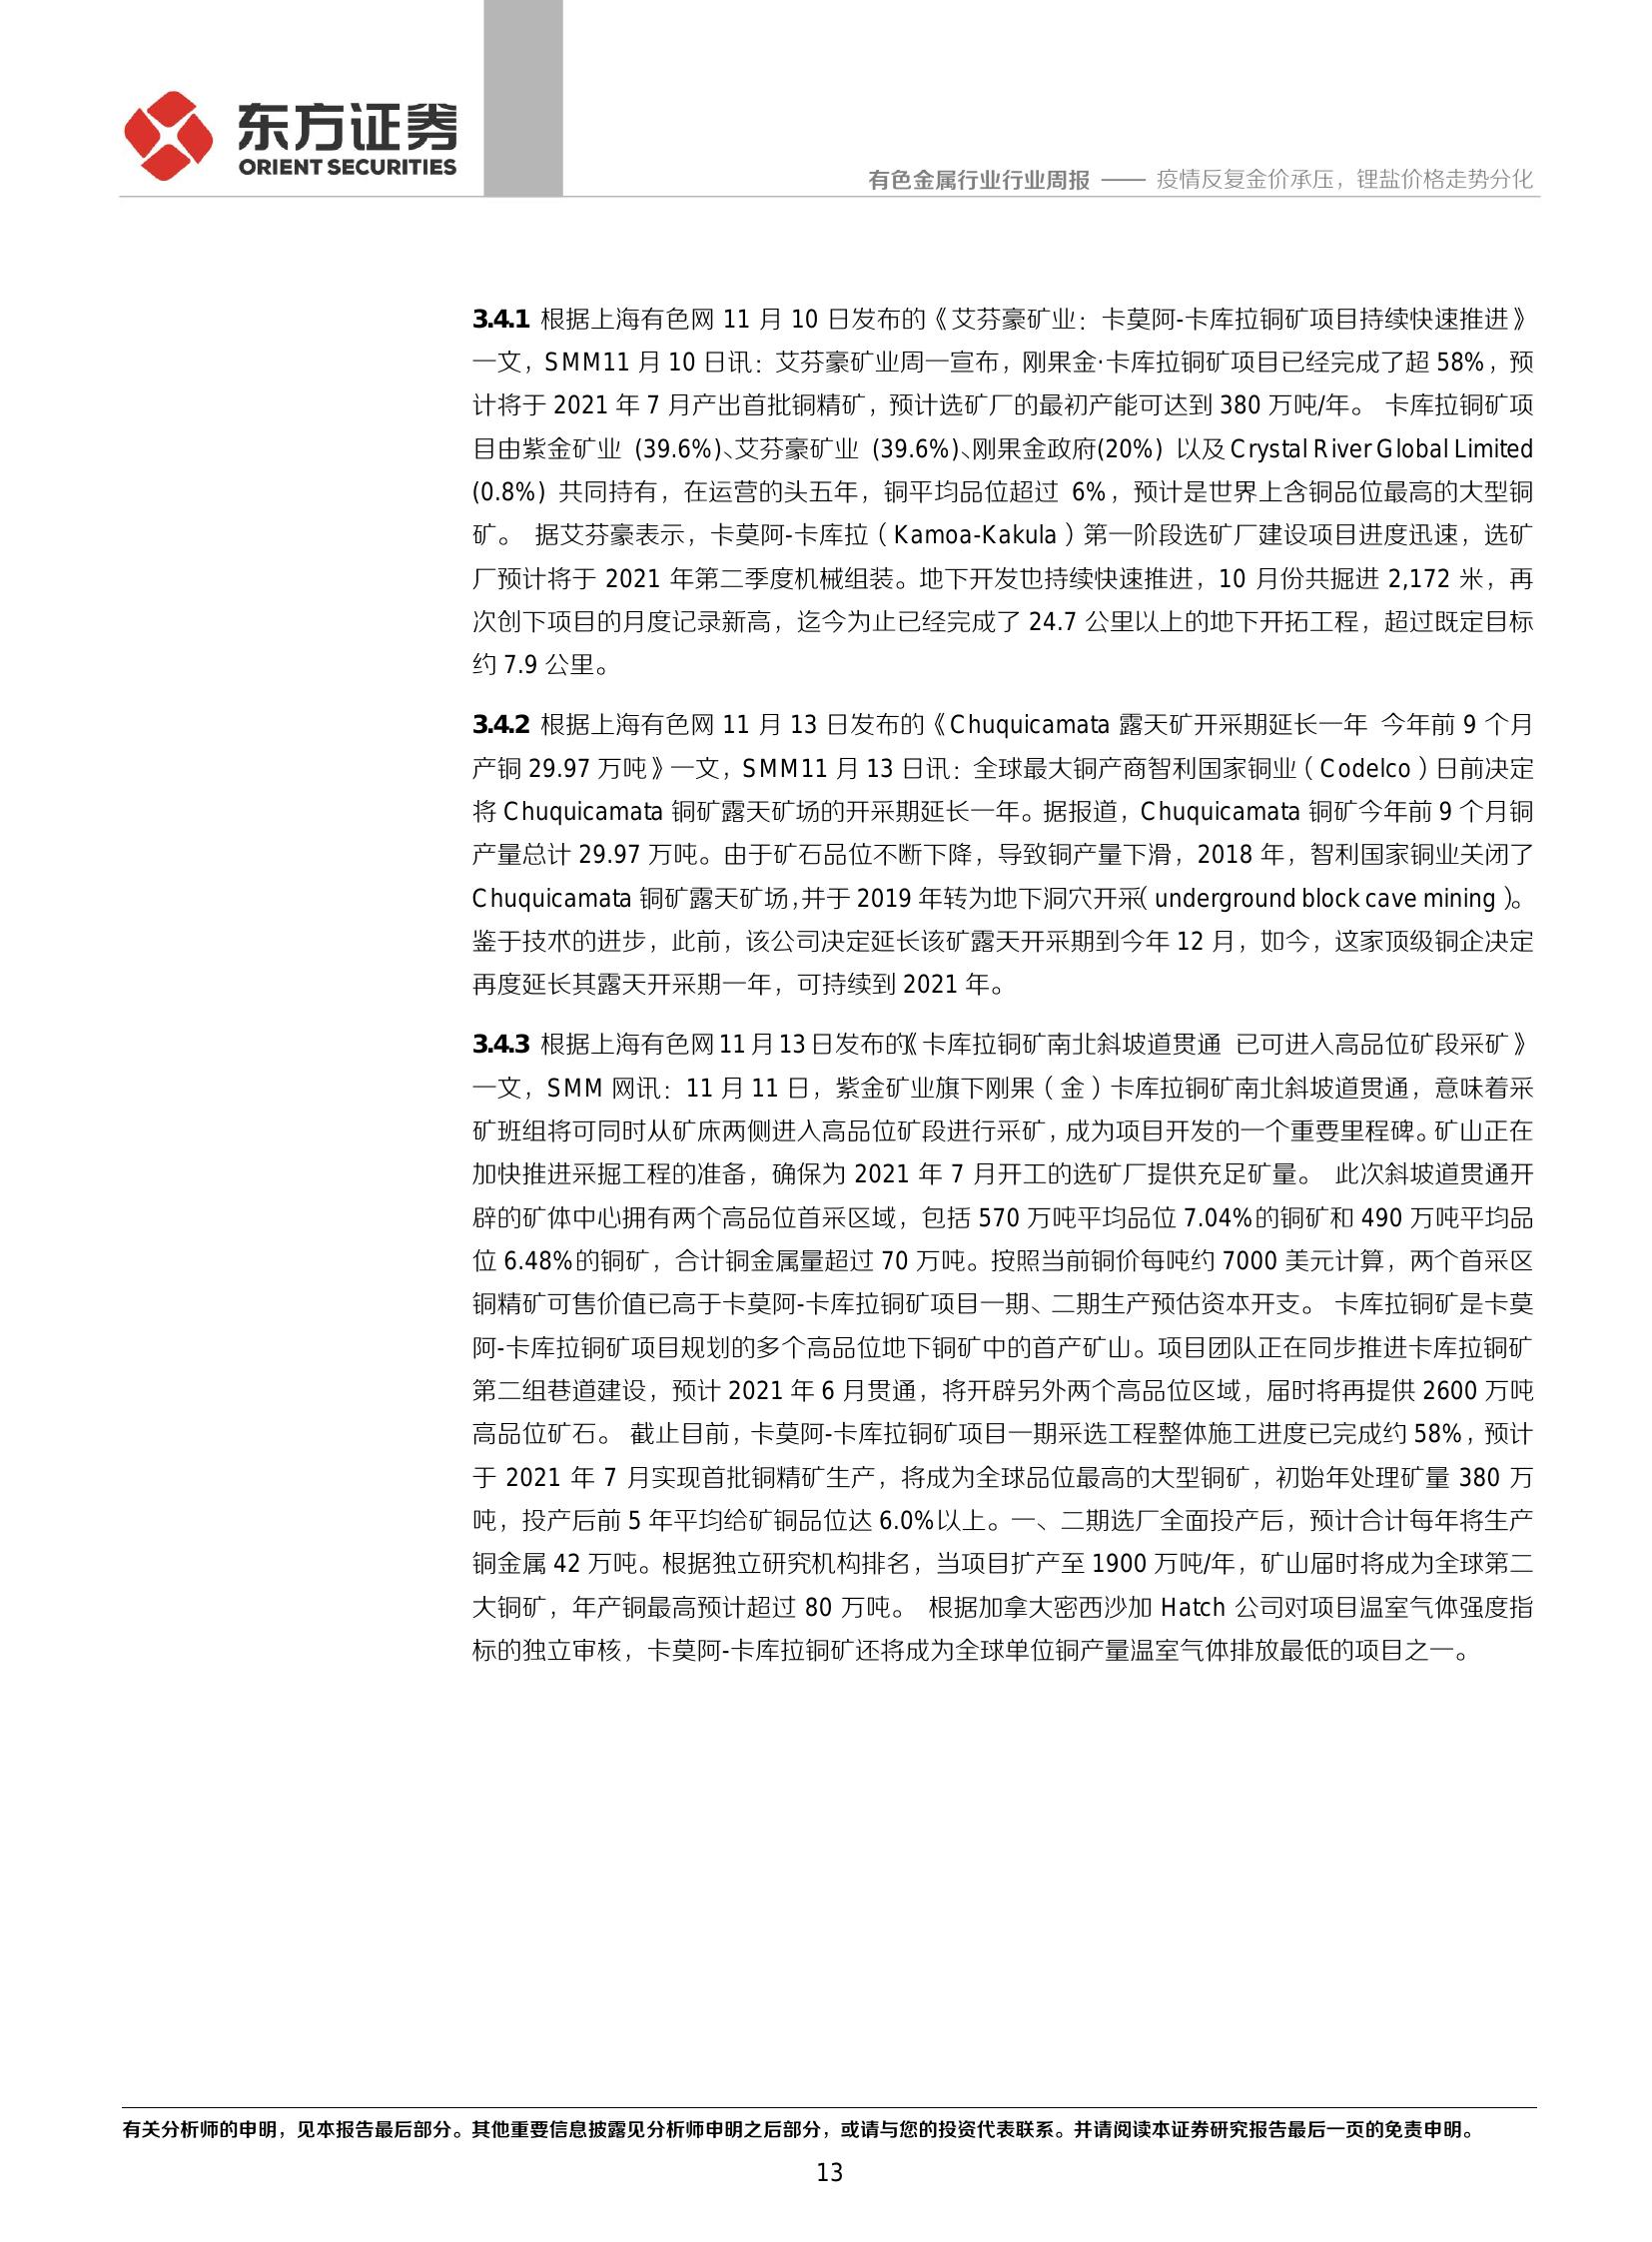 东方证券
ORIENT SECURITIES
有色金属行业行业周报 —— 疫情反复金价承压，锂盐价格走势分化
3.4.1 根据上海有色网 11 月 10 日发布的《艾芬豪矿业：卡莫阿-卡库拉铜矿项目持续快速推进》
一文，SMM11 月 10 日讯：艾芬豪矿业周一宣布，刚果金·卡库拉铜矿项目已经完成了超 58%，预
计将于 2021 年 7 月产出首批铜精矿，预计选矿厂的最初产能可达到 380 万吨/年。 卡库拉铜矿项
目由紫金矿业 (39.6%)、艾芬豪矿业 (39.6%)、刚果金政府(20%) 以及 Crystal River Global Limited
(0.8%) 共同持有，在运营的头五年，铜平均品位超过 6%，预计是世界上含铜品位最高的大型铜
矿。 据艾芬豪表示，卡莫阿-卡库拉（Kamoa-Kakula）第一阶段选矿厂建设项目进度迅速，选矿
厂预计将于 2021 年第二季度机械组装。地下开发也持续快速推进，10 月份共掘进 2,172 米，再
次创下项目的月度记录新高，迄今为止已经完成了 24.7 公里以上的地下开拓工程，超过既定目标
约 7.9 公里。
3.4.2 根据上海有色网 11 月 13 日发布的《Chuquicamata 露天矿开采期延长一年 今年前 9 个月
产铜 29.97 万吨》一文，SMM11 月 13 日讯：全球最大铜产商智利国家铜业（Codelco）日前决定
将 Chuquicamata 铜矿露天矿场的开采期延长一年。据报道，Chuquicamata 铜矿今年前 9 个月铜
产量总计 29.97 万吨。由于矿石品位不断下降，导致铜产量下滑，2018 年，智利国家铜业关闭了
Chuquicamata 铜矿露天矿场，并于 2019 年转为地下洞穴开采（underground block cave mining）。
鉴于技术的进步，此前，该公司决定延长该矿露天开采期到今年 12 月，如今，这家顶级铜企决定
再度延长其露天开采期一年，可持续到 2021 年。
3.4.3 根据上海有色网 11 月 13 日发布的《卡库拉铜矿南北斜坡道贯通 已可进入高品位矿段采矿》
一文，SMM 网讯：11 月 11 日，紫金矿业旗下刚果（金）卡库拉铜矿南北斜坡道贯通，意味着采
矿班组将可同时从矿床两侧进入高品位矿段进行采矿，成为项目开发的一个重要里程碑。矿山正在
加快推进采掘工程的准备，确保为 2021 年 7 月开工的选矿厂提供充足矿量。 此次斜坡道贯通开
辟的矿体中心拥有两个高品位首采区域，包括 570 万吨平均品位 7.04%的铜矿和 490 万吨平均品
位 6.48%的铜矿，合计铜金属量超过 70 万吨。按照当前铜价每吨约 7000 美元计算，两个首采区
铜精矿可售价值已高于卡莫阿-卡库拉铜矿项目一期、二期生产预估资本开支。 卡库拉铜矿是卡莫
阿-卡库拉铜矿项目规划的多个高品位地下铜矿中的首产矿山。项目团队正在同步推进卡库拉铜矿
第二组巷道建设，预计 2021 年 6 月贯通，将开辟另外两个高品位区域，届时将再提供 2600 万吨
高品位矿石。 截止目前，卡莫阿-卡库拉铜矿项目一期采选工程整体施工进度已完成约 58%，预计
于 2021 年 7 月实现首批铜精矿生产，将成为全球品位最高的大型铜矿，初始年处理矿量 380 万
吨，投产后前 5 年平均给矿铜品位达 6.0%以上。一、二期选厂全面投产后，预计合计每年将生产
铜金属 42 万吨。根据独立研究机构排名，当项目扩产至 1900 万吨/年，矿山届时将成为全球第二
大铜矿，年产铜最高预计超过 80 万吨。 根据加拿大密西沙加 Hatch 公司对项目温室气体强度指
标的独立审核，卡莫阿-卡库拉铜矿还将成为全球单位铜产量温室气体排放最低的项目之一。
有关分析师的申明，见本报告最后部分。其他重要信息披露见分析师申明之后部分，或请与您的投资代表联系。并请阅读本证券研究报告最后一页的免责申明。
13